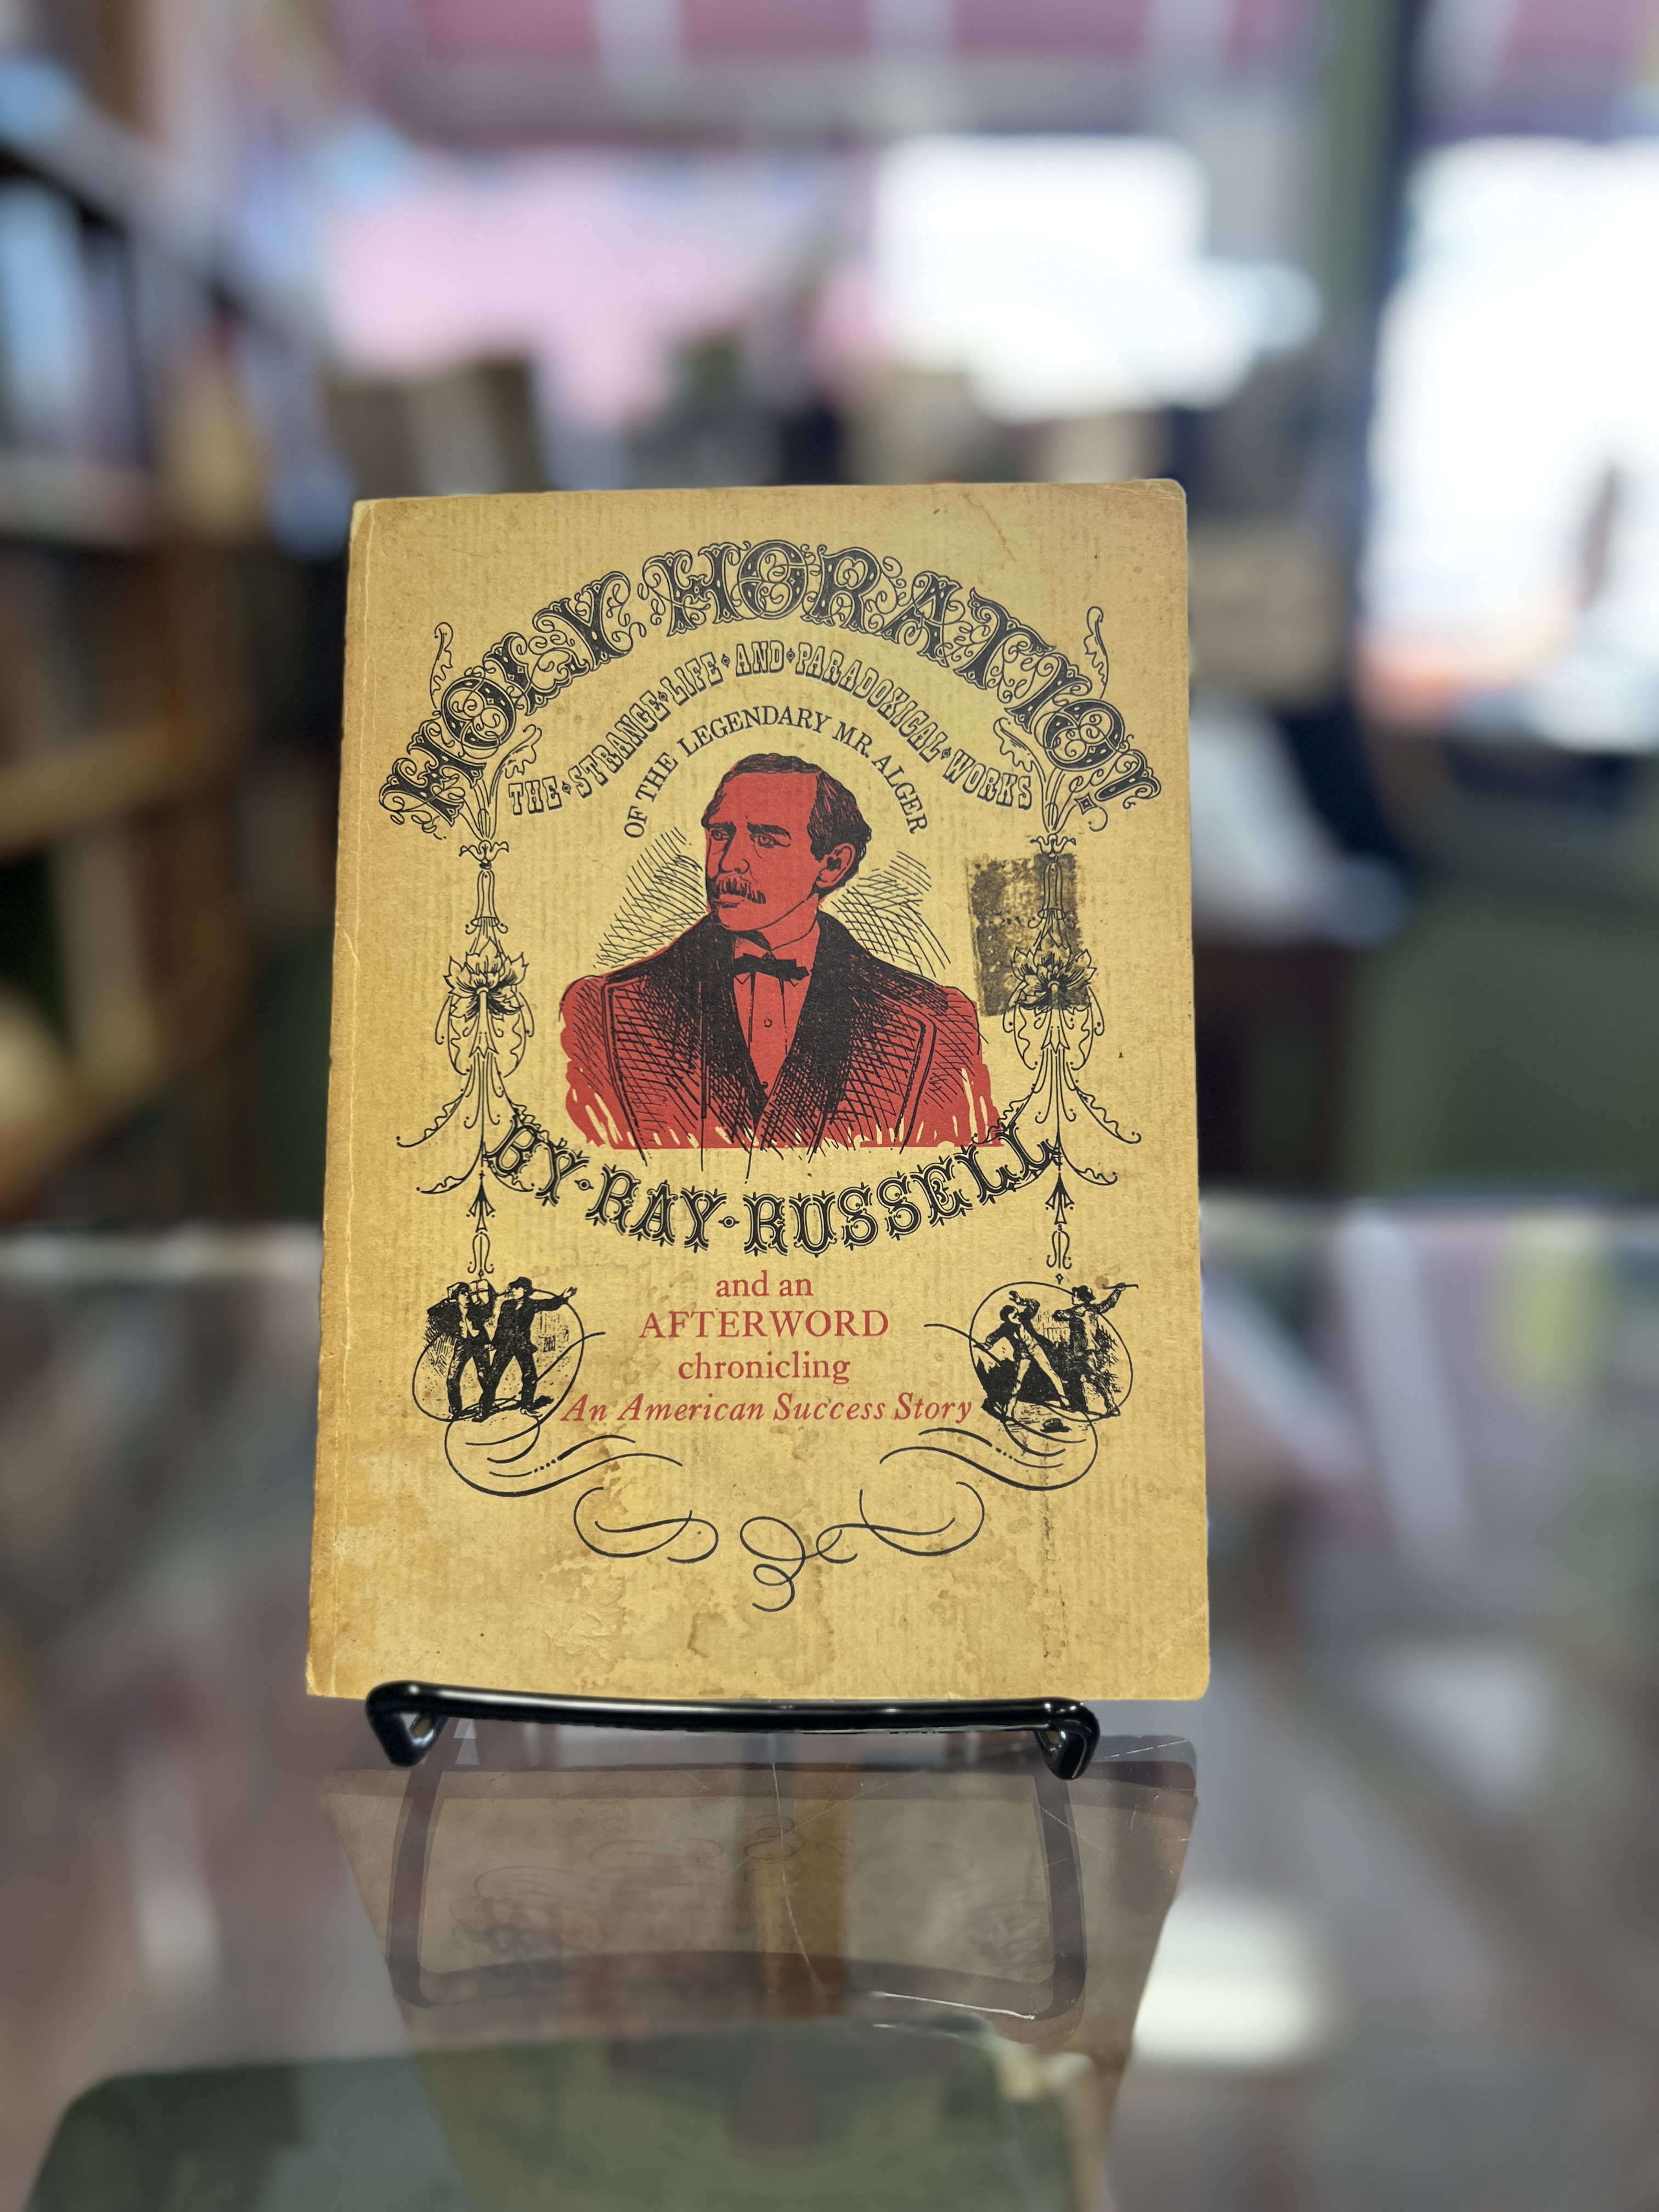 HOLY HORATIO!
THE·STRANGE·LIFE·AND·PARADOXICAL·WORKS
OF THE LEGENDARY MR. ALGER
BY·RAY·RUSSELL
and an
AFTERWORD
chronicling
An American Success Story